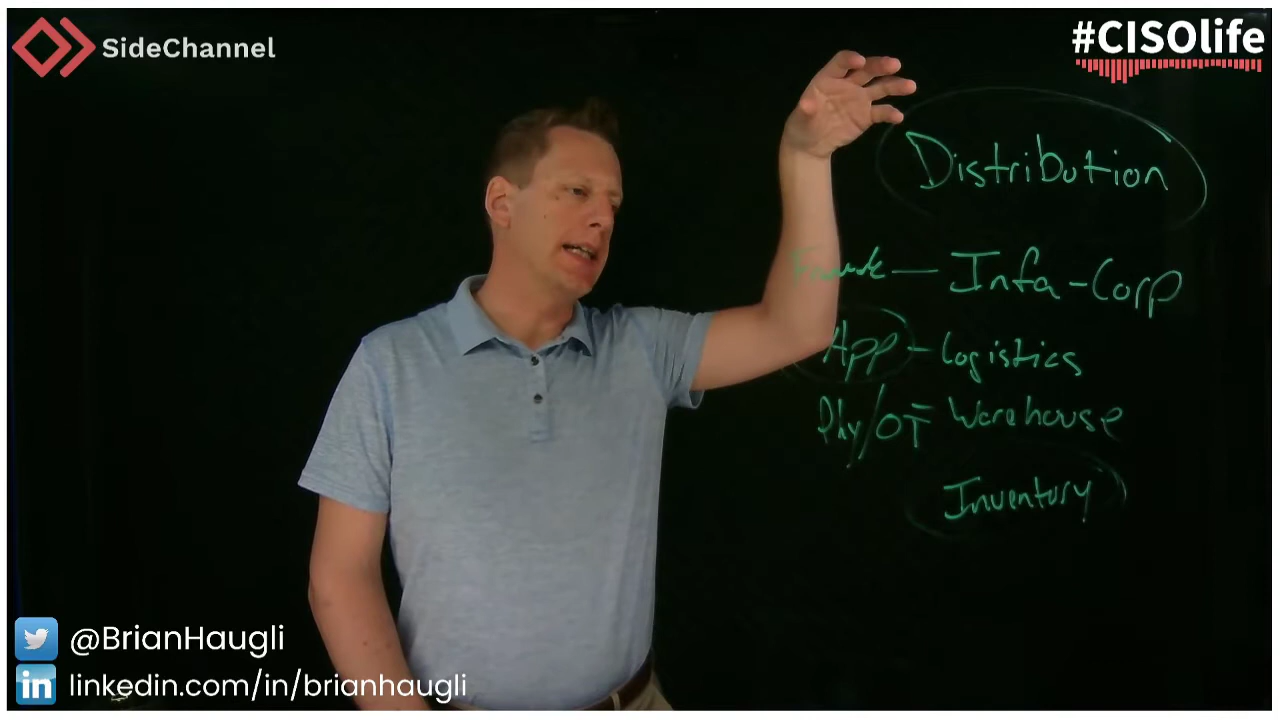 SideChannel
#CISOlife
Distribution
— Infa-Corp
App - Logistics
Phy/OT Warehouse
Inventory
@BrianHaugli
linkedin.com/in/brianhaugli